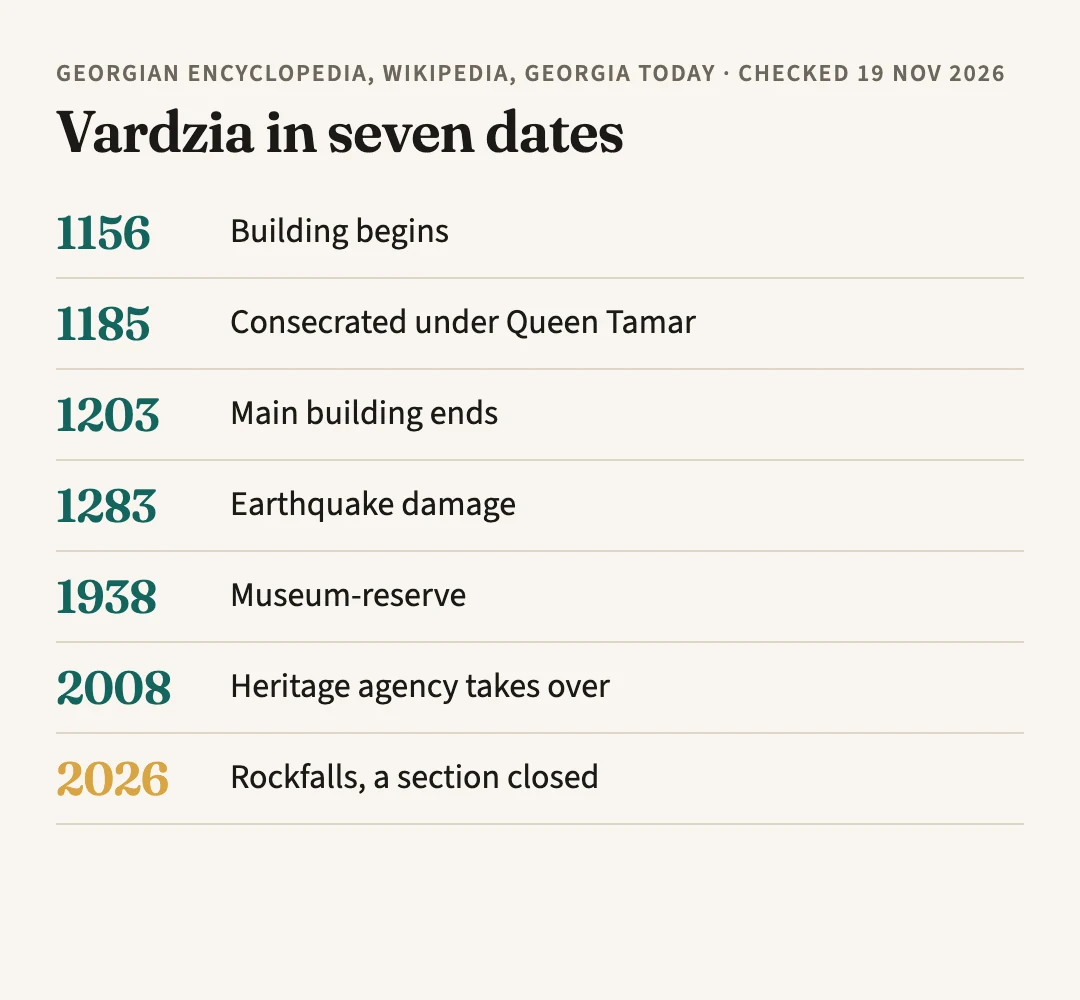 GEORGIAN ENCYCLOPEDIA, WIKIPEDIA, GEORGIA TODAY · CHECKED 19 NOV 2026
Vardzia in seven dates
1156 Building begins
1185 Consecrated under Queen Tamar
1203 Main building ends
1283 Earthquake damage
1938 Museum-reserve
2008 Heritage agency takes over
2026 Rockfalls, a section closed